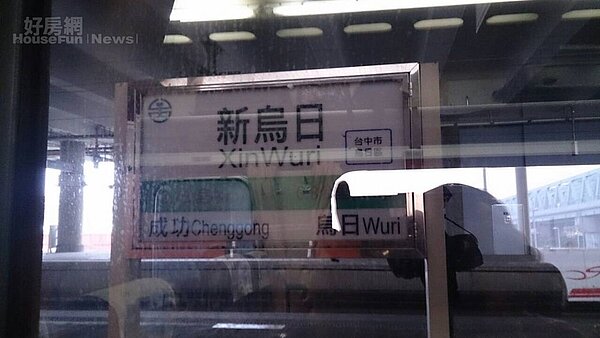 好房網
HouseFun News
新烏日
XinWuri
台中市
烏日區
成功Chenggong
烏日Wuri